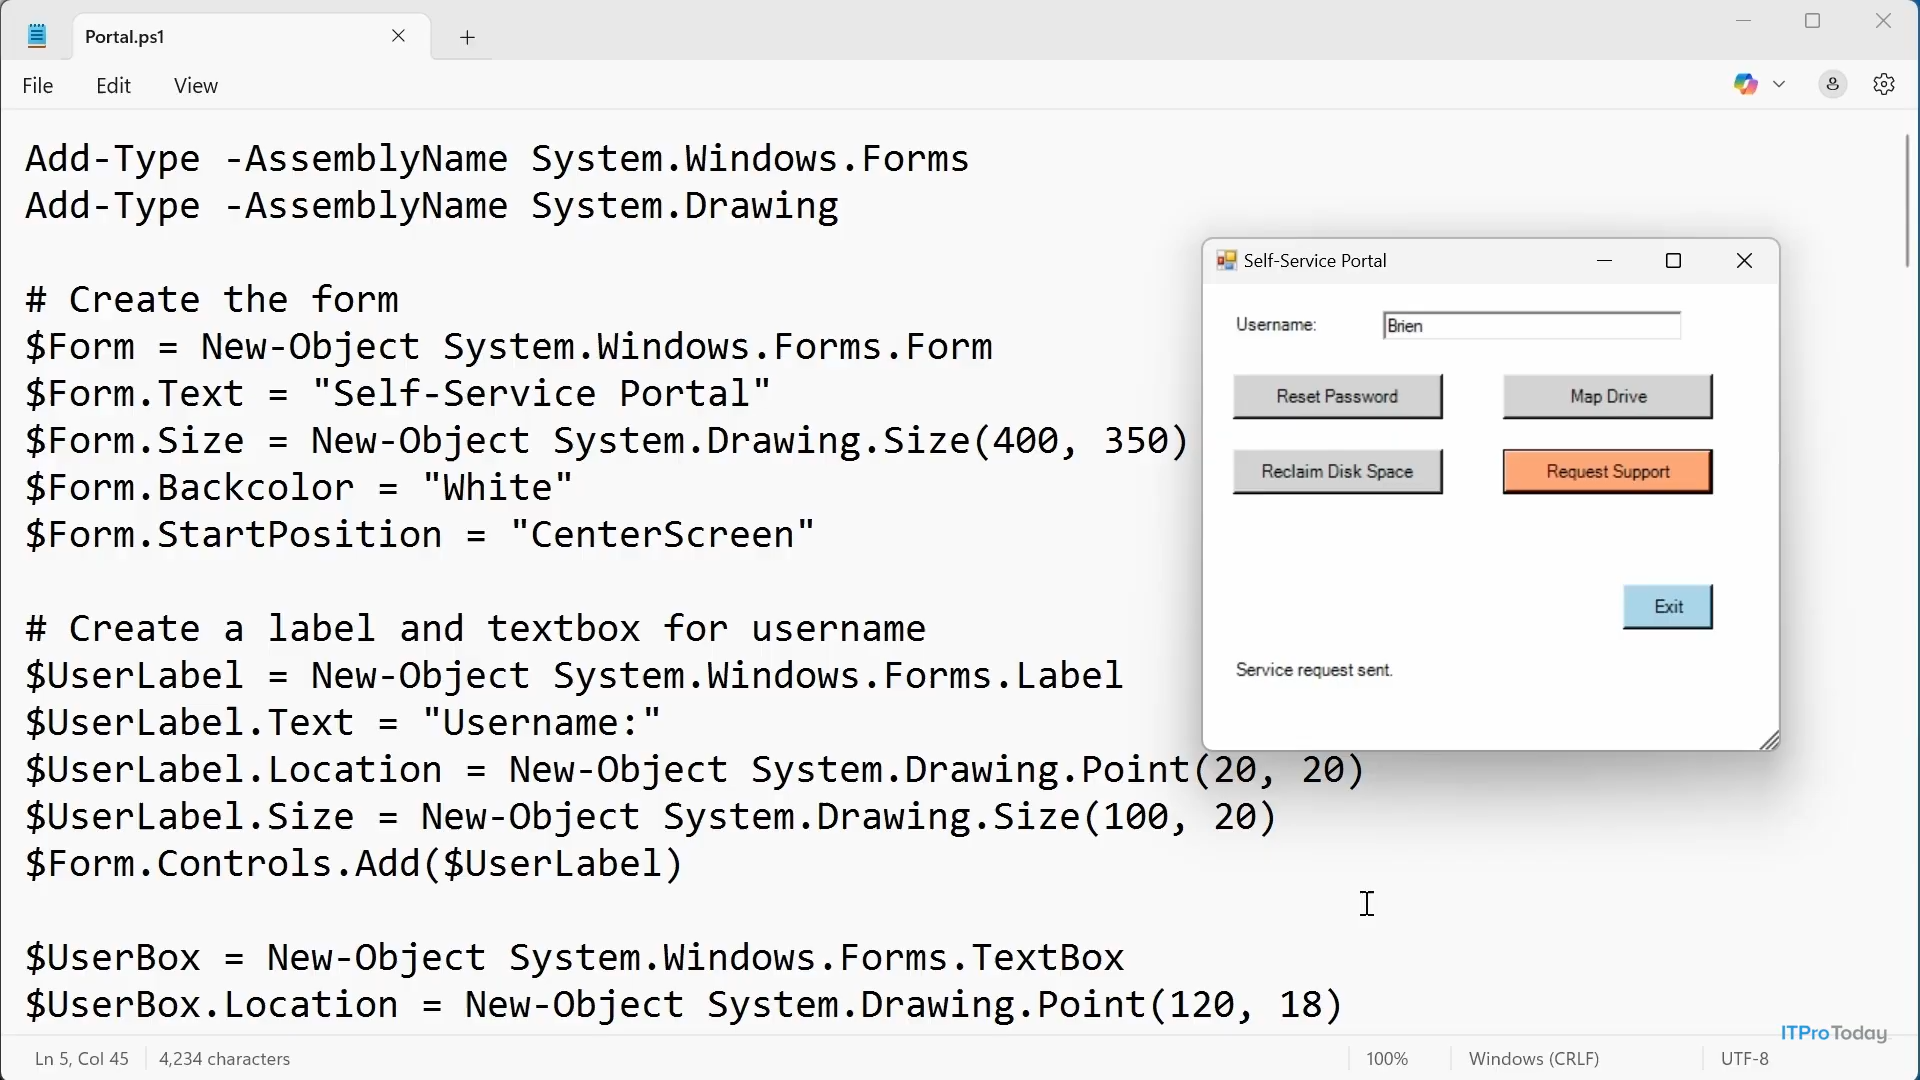 Portal.ps1
File Edit View
Add-Type -AssemblyName System.Windows.Forms
Add-Type -AssemblyName System.Drawing
# Create the form
$Form = New-Object System.Windows.Forms.Form
$Form.Text = "Self-Service Portal"
$Form.Size = New-Object System.Drawing.Size(400, 350)
$Form.Backcolor = "White"
$Form.StartPosition = "CenterScreen"
# Create a label and textbox for username
$UserLabel = New-Object System.Windows.Forms.Label
$UserLabel.Text = "Username:"
$UserLabel.Location = New-Object System.Drawing.Point(20, 20)
$UserLabel.Size = New-Object System.Drawing.Size(100, 20)
$Form.Controls.Add($UserLabel)
$UserBox = New-Object System.Windows.Forms.TextBox
$UserBox.Location = New-Object System.Drawing.Point(120, 18)
Self-Service Portal
Username: Brien
Reset Password Map Drive
Reclaim Disk Space Request Support
Exit
Service request sent.
ITProToday
Ln 5, Col 45 4,234 characters 100% Windows (CRLF) UTF-8